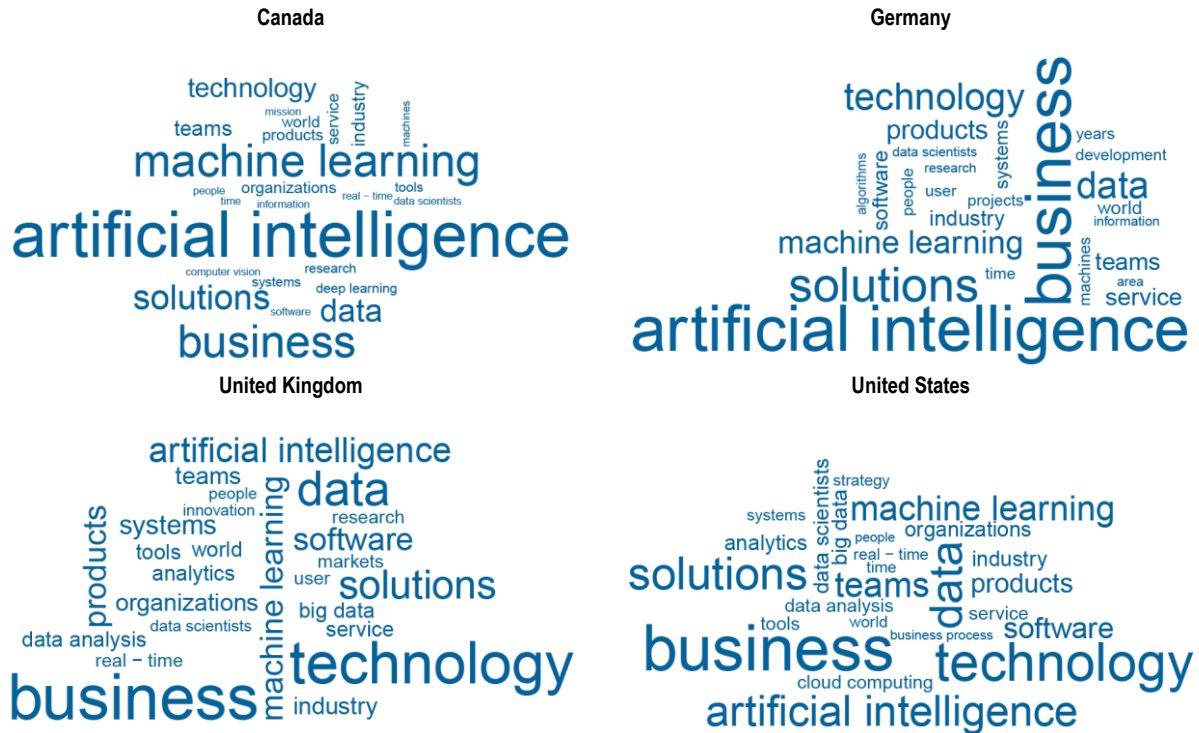 Canada
technology
mission
world
products
service
industry
machines
teams
machine learning
people
organizations
real − time
tools
time
information
data scientists
artificial intelligence
computer vision
research
systems
deep learning
solutions
software
data
business
Germany
business
technology
products
systems
years
data scientists
development
algorithms
software
people
research
user
data
projects
world
industry
information
machine learning
machines
teams
solutions
time
area
service
artificial intelligence
United Kingdom
artificial intelligence
teams
people
innovation
machine learning
data
products
systems
research
software
tools
world
markets
analytics
user
solutions
organizations
big data
data scientists
service
data analysis
real − time
technology
business
industry
United States
data scientists
strategy
big data
machine learning
systems
organizations
analytics
people
real − time
time
data
industry
solutions
teams
products
data analysis
service
tools
world
business process
software
business
technology
cloud computing
artificial intelligence